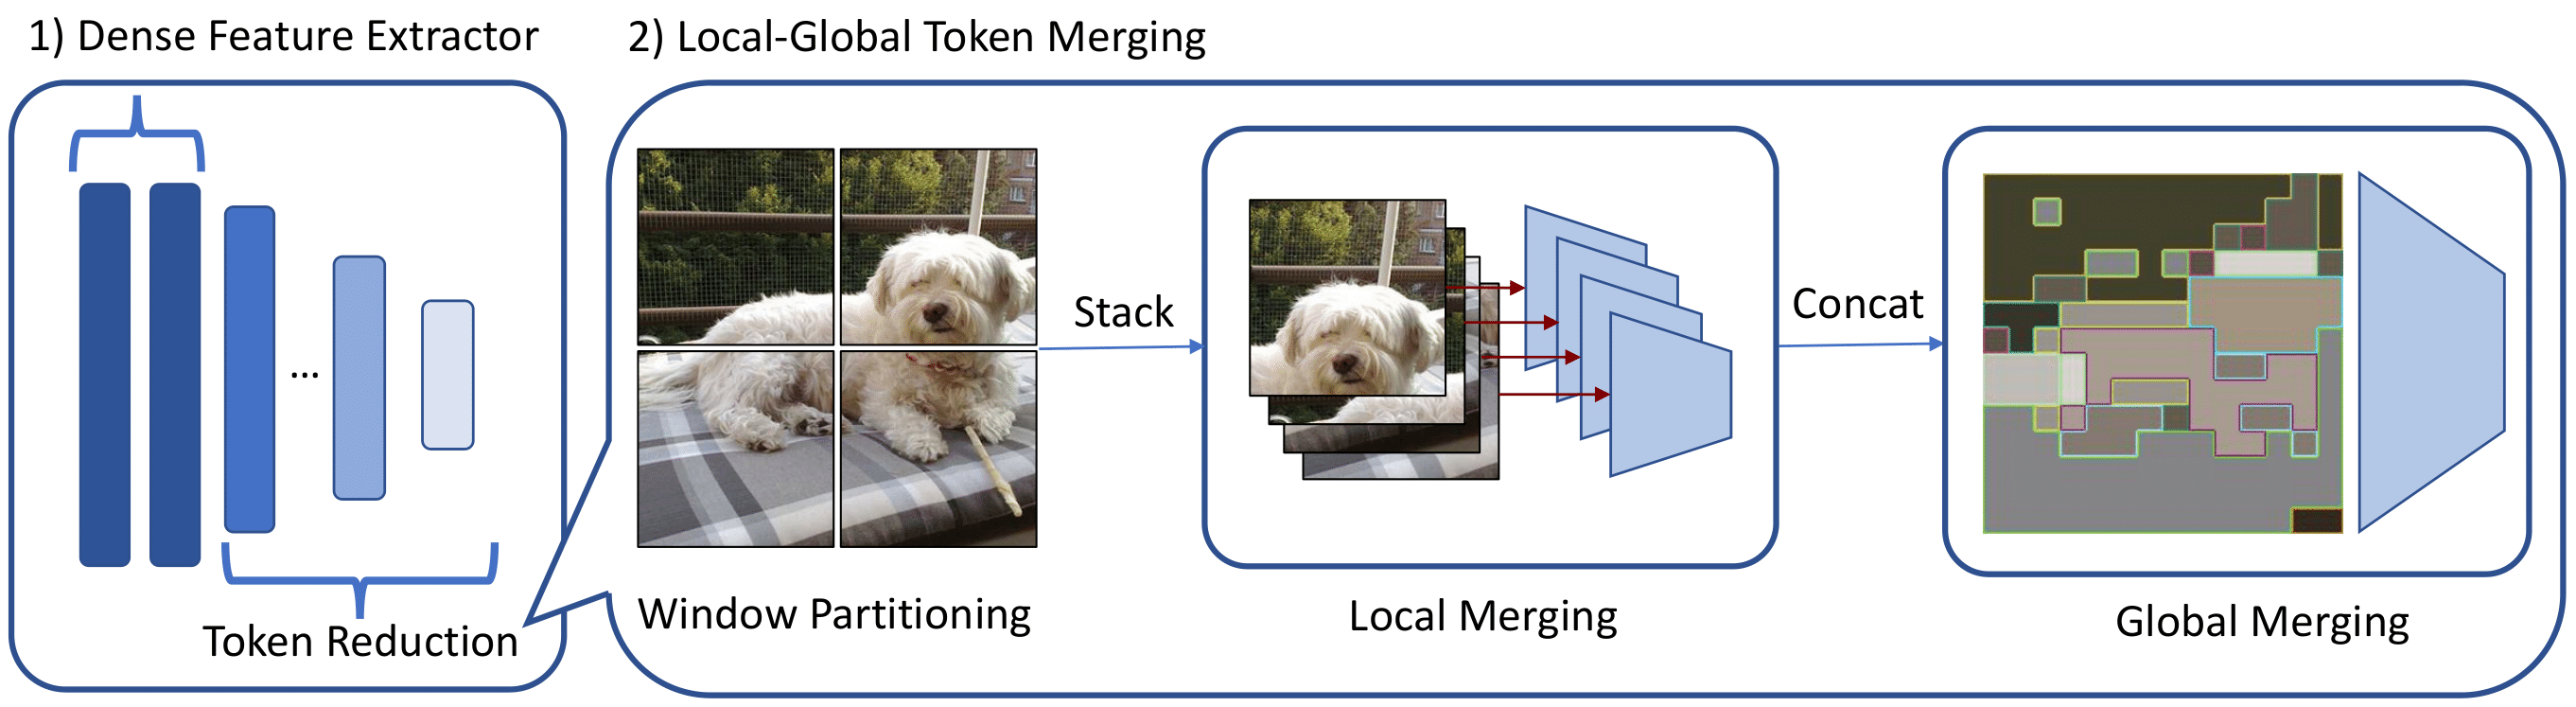 1) Dense Feature Extractor
2) Local-Global Token Merging
...
Stack
Concat
Window Partitioning
Local Merging
Global Merging
Token Reduction